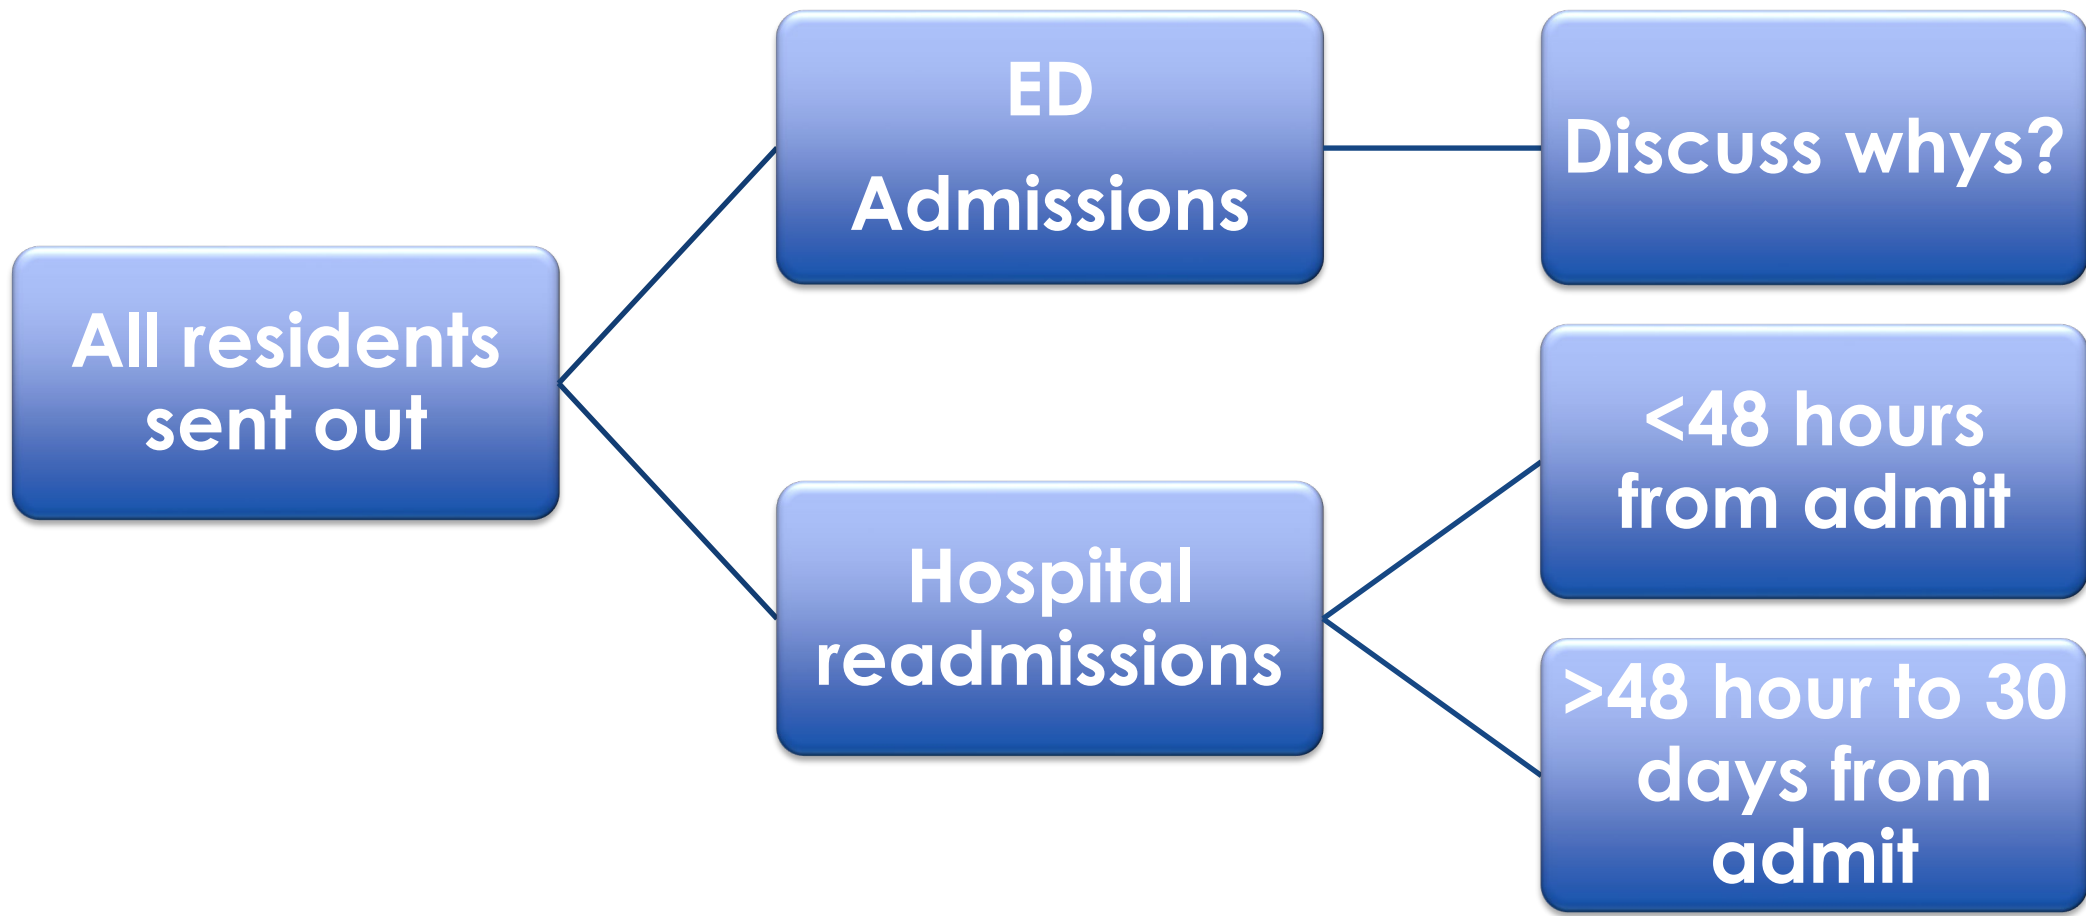 All residents
sent out
ED
Admissions
Discuss whys?
Hospital
readmissions
<48 hours
from admit
>48 hour to 30
days from
admit